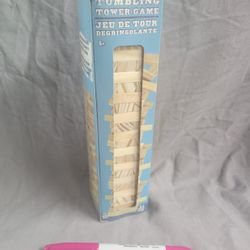 TUMBLING
TOWER GAME
JEU DE TOUR
DÉGRINGOLANTE